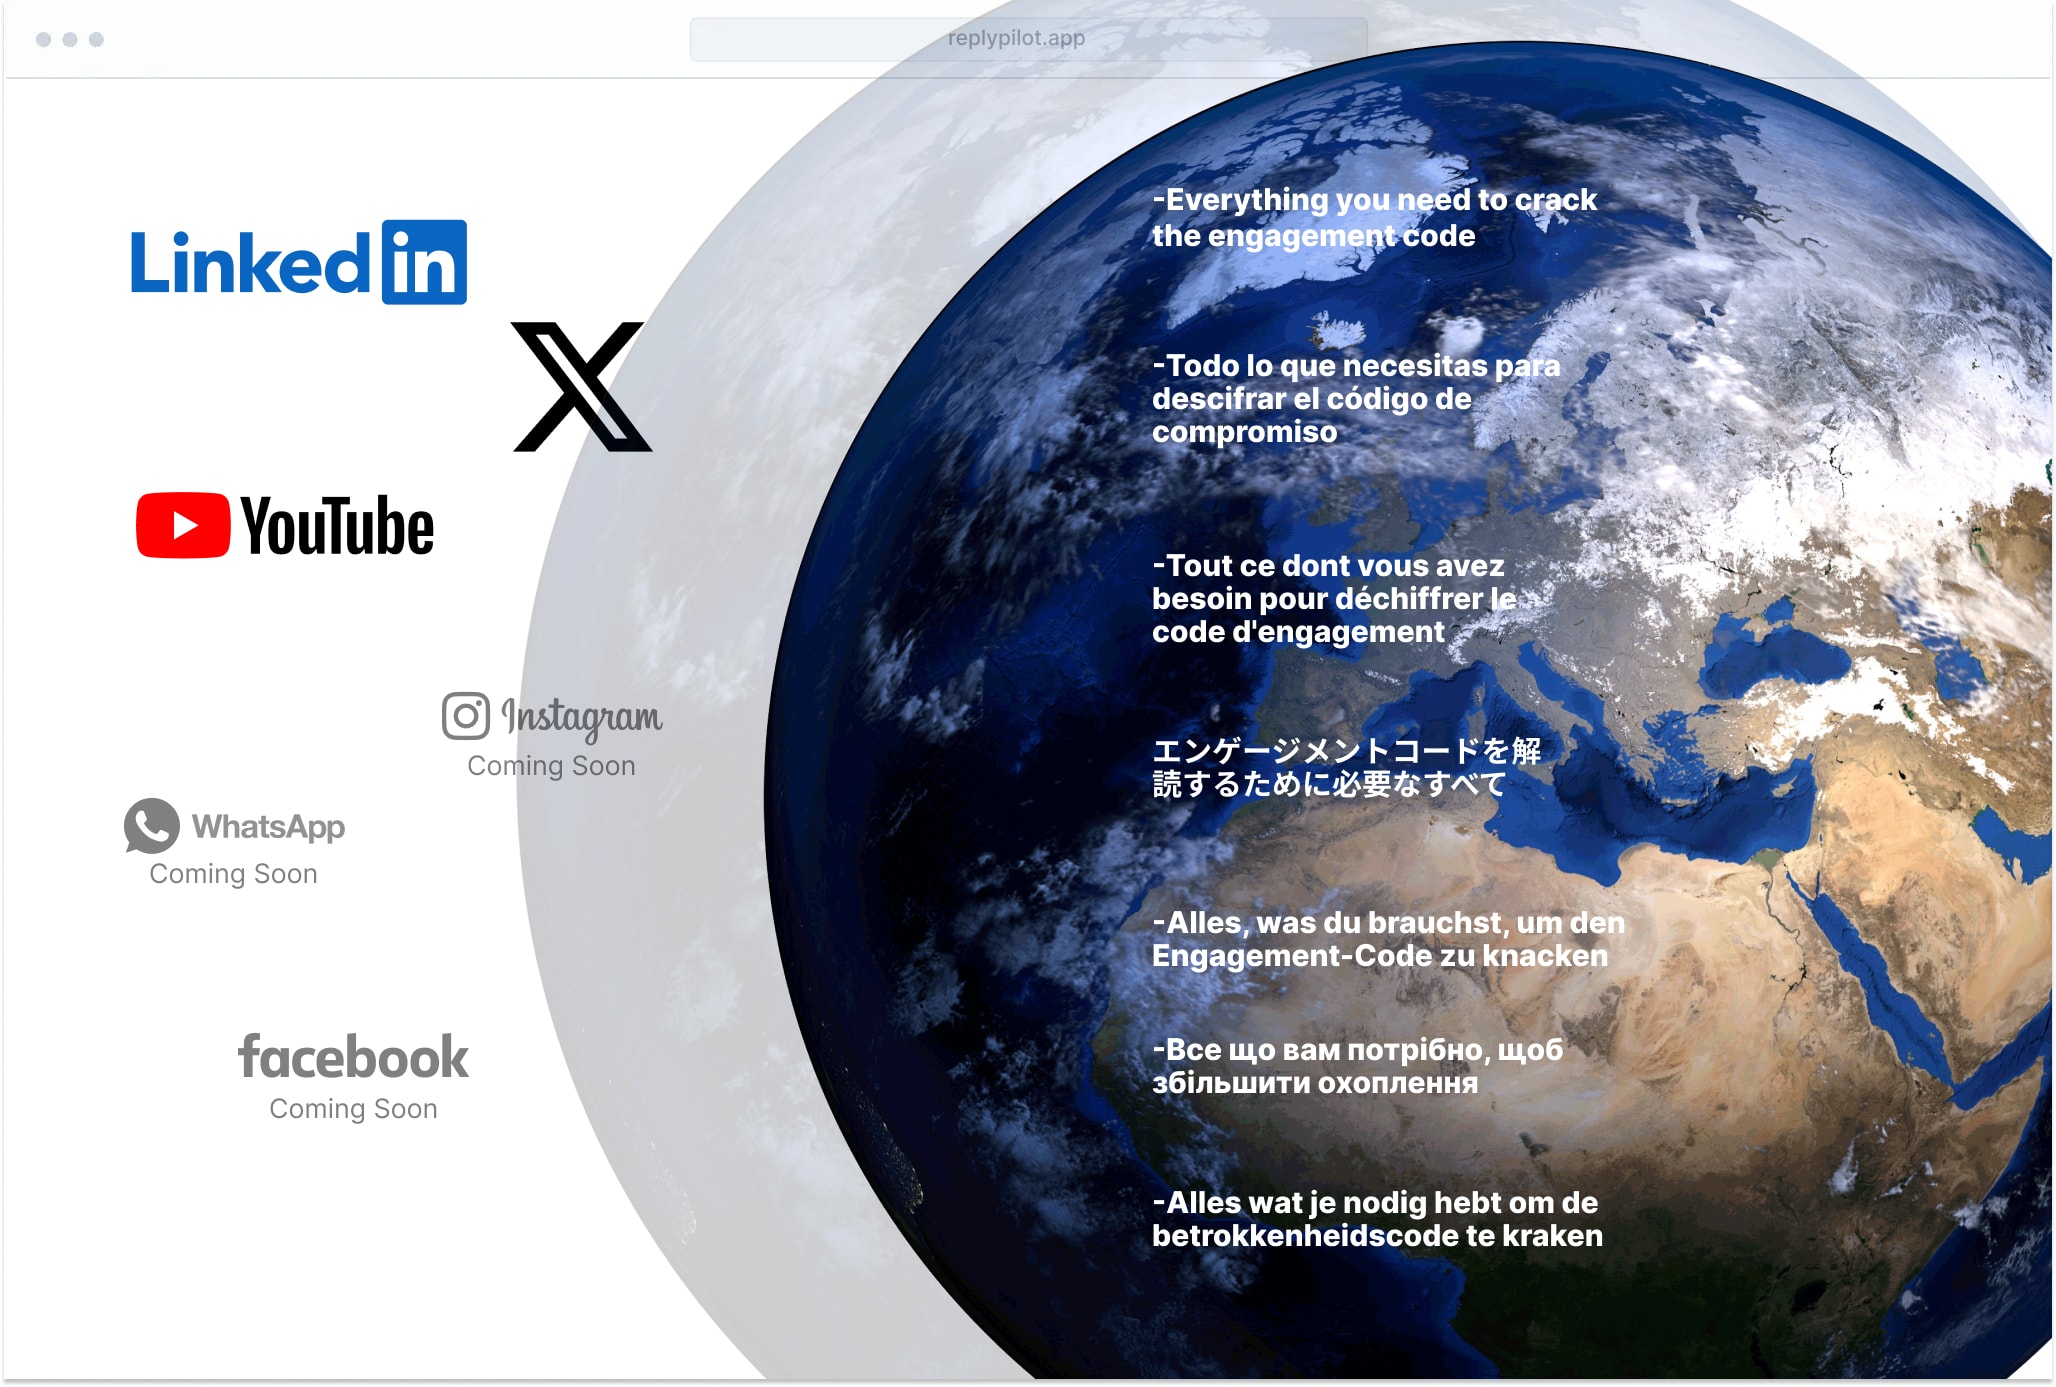 replypilot.app
LinkedIn
X
YouTube
Instagram
Coming Soon
WhatsApp
Coming Soon
facebook
Coming Soon
-Everything you need to crack
the engagement code
-Todo lo que necesitas para
descifrar el código de
compromiso
-Tout ce dont vous avez
besoin pour déchiffrer le
code d'engagement
エンゲージメントコードを解
読するために必要なすべて
-Alles, was du brauchst, um den
Engagement-Code zu knacken
-Все що вам потрібно, щоб
збільшити охоплення
-Alles wat je nodig hebt om de
betrokkenheidscode te kraken